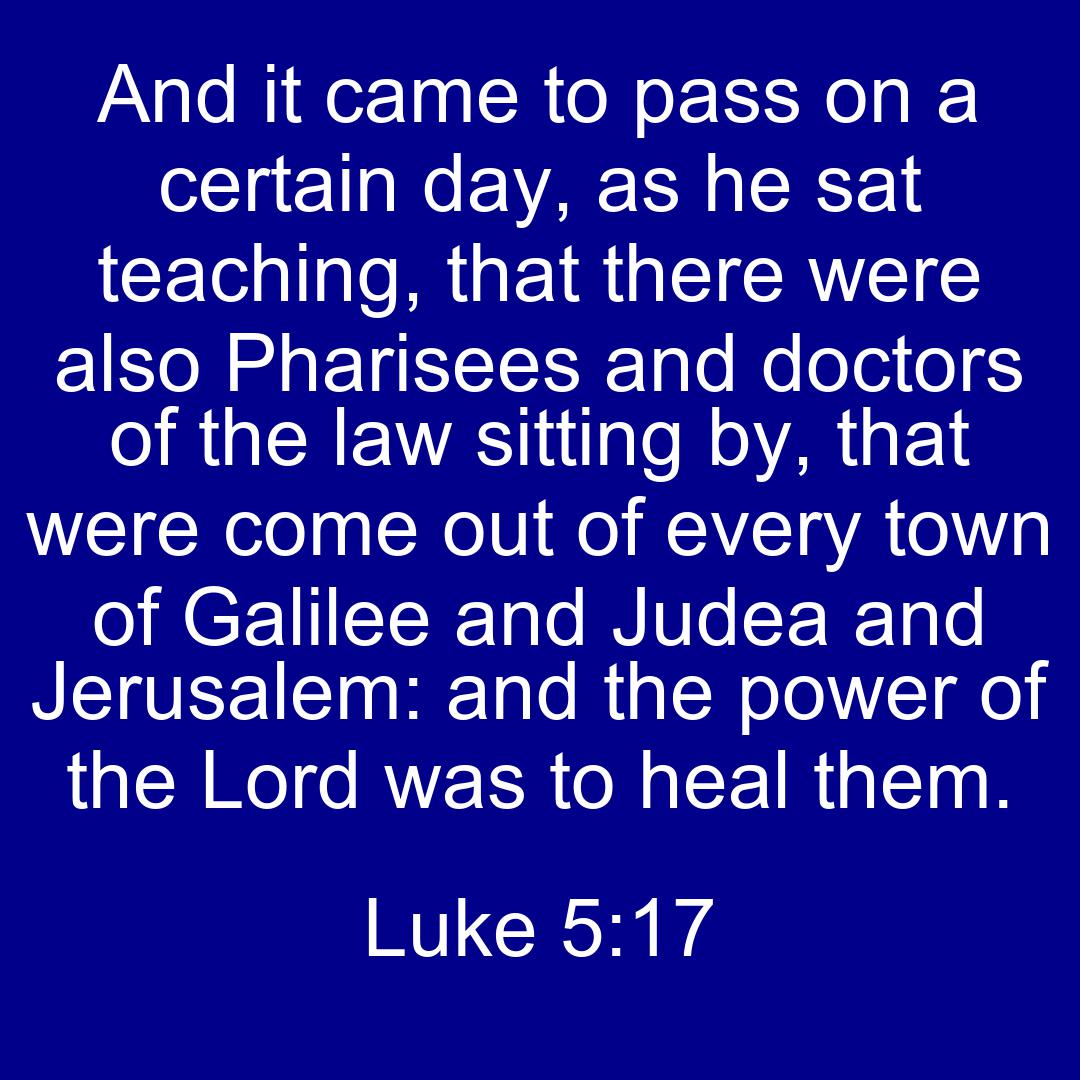 And it came to pass on a
certain day, as he sat
teaching, that there were
also Pharisees and doctors
of the law sitting by, that
were come out of every town
of Galilee and Judea and
Jerusalem: and the power of
the Lord was to heal them.
Luke 5:17